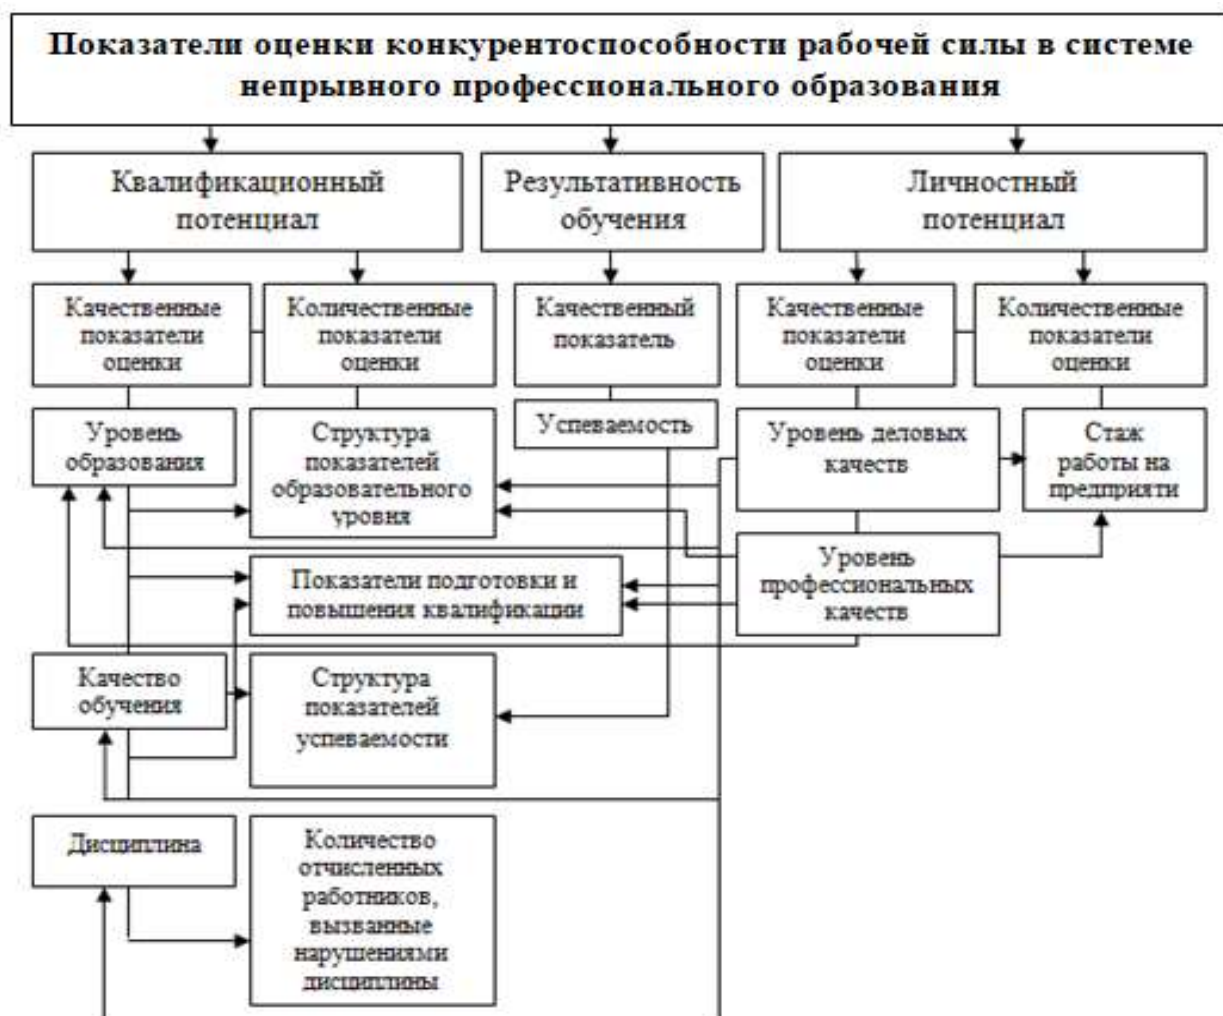 Показатели оценки конкурентоспособности рабочей силы в системе
непрывного профессионального образования
Квалификационный
потенциал
Результативность
обучения
Личностный
потенциал
Качественные
показатели
оценки
Количественные
показатели
оценки
Качественный
показатель
Качественные
показатели
оценки
Количественные
показатели
оценки
Уровень
образования
Структура
показателей
образовательного
уровня
Успеваемость
Уровень деловых
качеств
Стаж
работы на
предприяти
Показатели подготовки и
повышения квалификации
Уровень
профессиональных
качеств
Качество
обучения
Структура
показателей
успеваемости
Дисциплина
Количество
отчисленных
работников,
вызванные
нарушениями
дисциплины